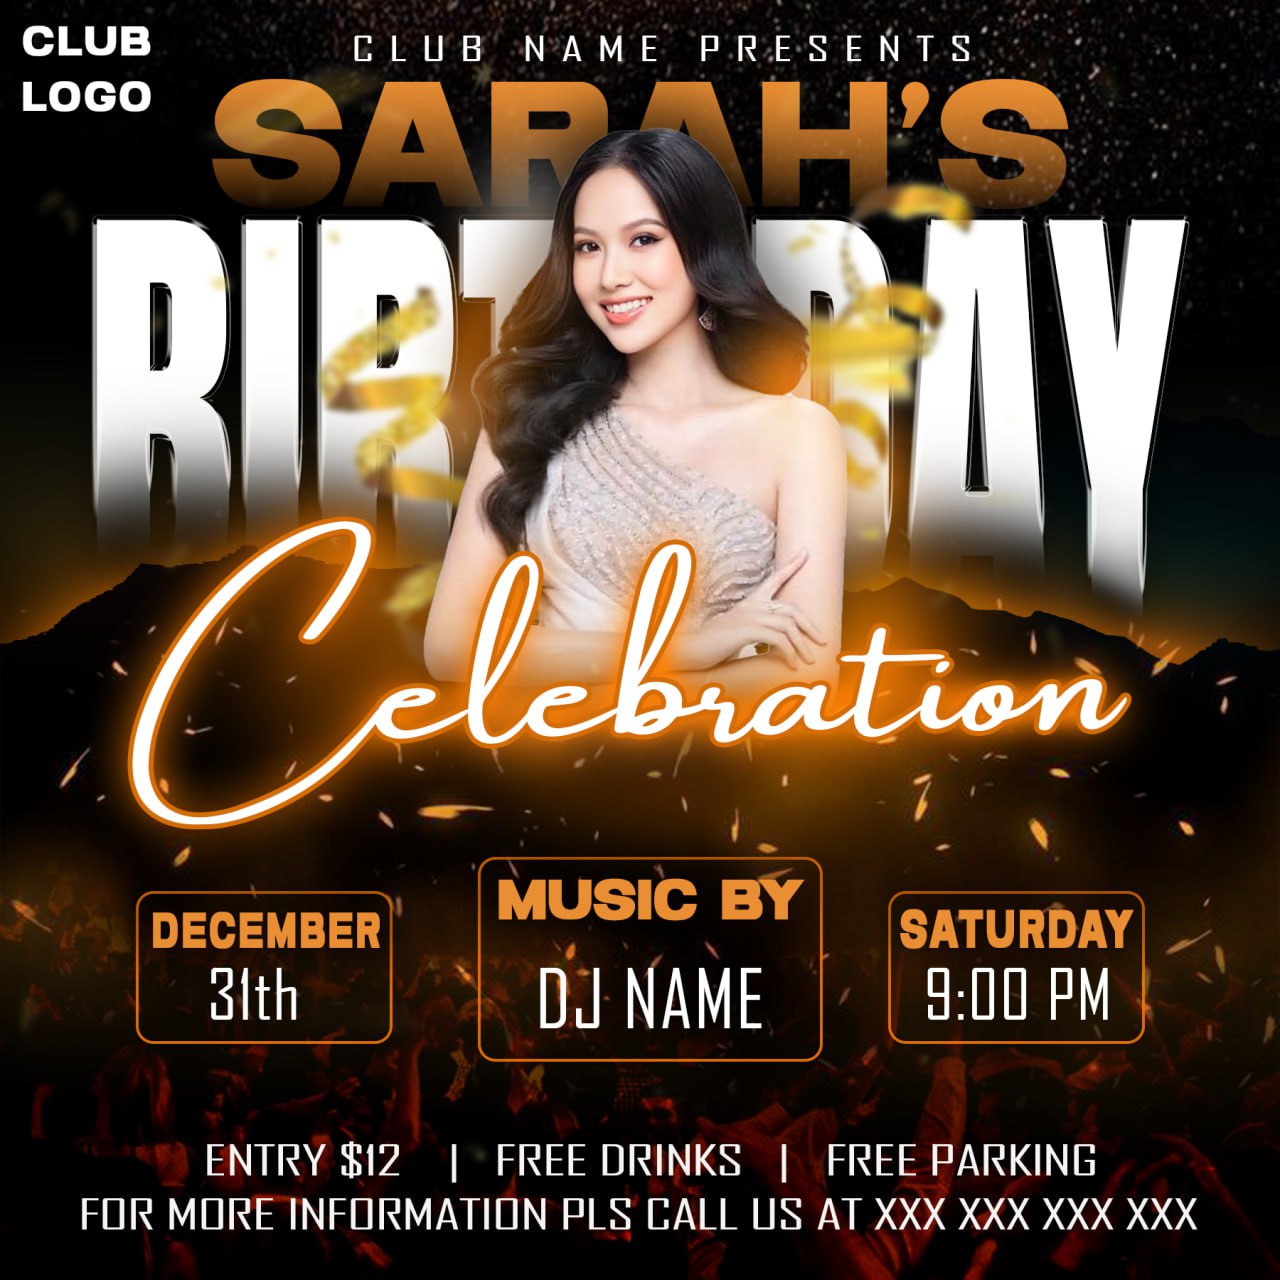 CLUB
LOGO
CLUB NAME PRESENTS
SARAH'S
BIRTHDAY
Celebration
DECEMBER
31th
MUSIC BY
DJ NAME
SATURDAY
9:00 PM
ENTRY $12 | FREE DRINKS | FREE PARKING
FOR MORE INFORMATION PLS CALL US AT XXX XXX XXX XXX